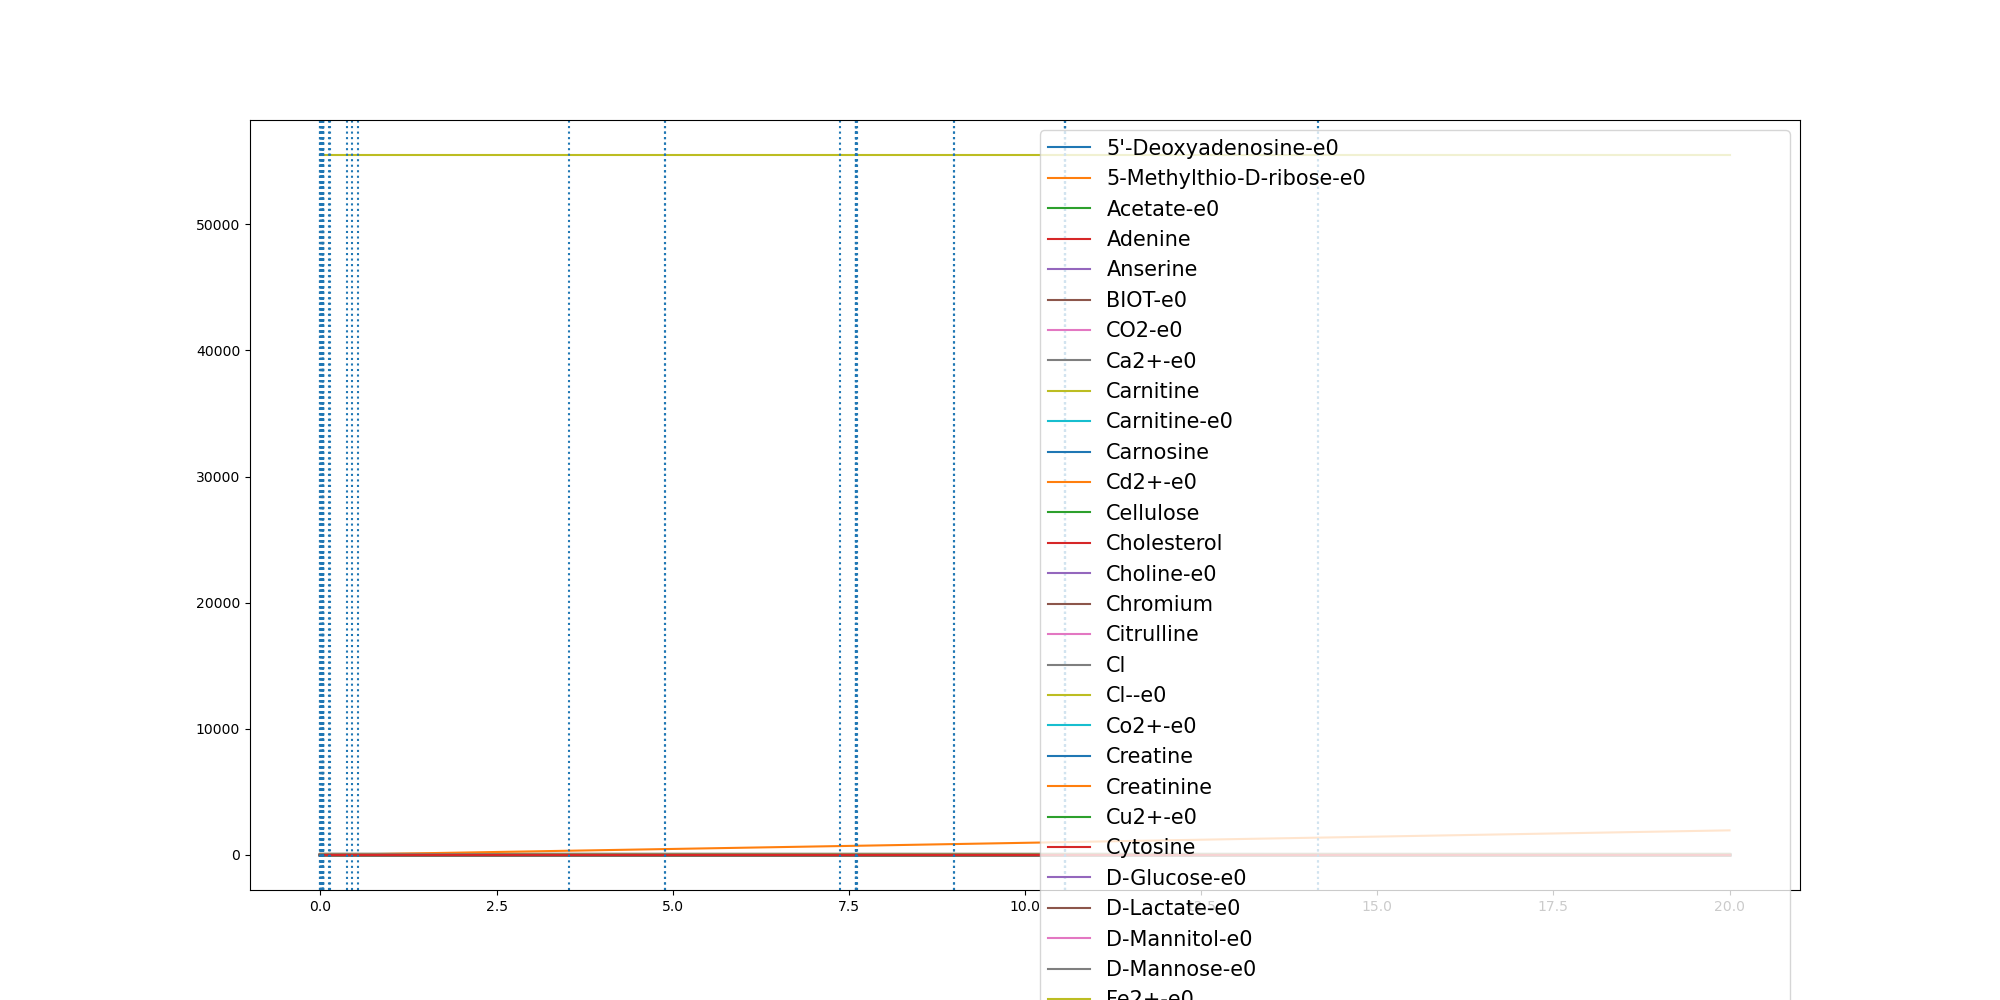 50000
40000
30000
20000
10000
0
0.0
2.5
5.0
7.5
10.0
15.0
17.5
20.0
5'-Deoxyadenosine-e0
5-Methylthio-D-ribose-e0
Acetate-e0
Adenine
Anserine
BIOT-e0
CO2-e0
Ca2+-e0
Carnitine
Carnitine-e0
Carnosine
Cd2+-e0
Cellulose
Cholesterol
Choline-e0
Chromium
Citrulline
Cl
Cl--e0
Co2+-e0
Creatine
Creatinine
Cu2+-e0
Cytosine
D-Glucose-e0
D-Lactate-e0
D-Mannitol-e0
D-Mannose-e0
Fe2+-e0